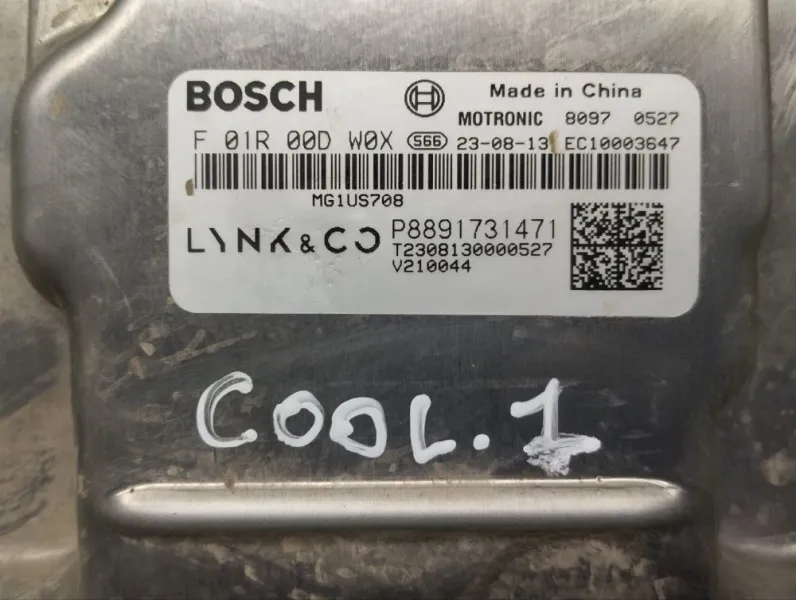 BOSCH Made in China
MOTRONIC 8097 0527
F 01R 00D W0X S66 23-08-13 EC10003647
MG1US708
LYNK & CO P8891731471
T2308130000527
V210044
COOL.1